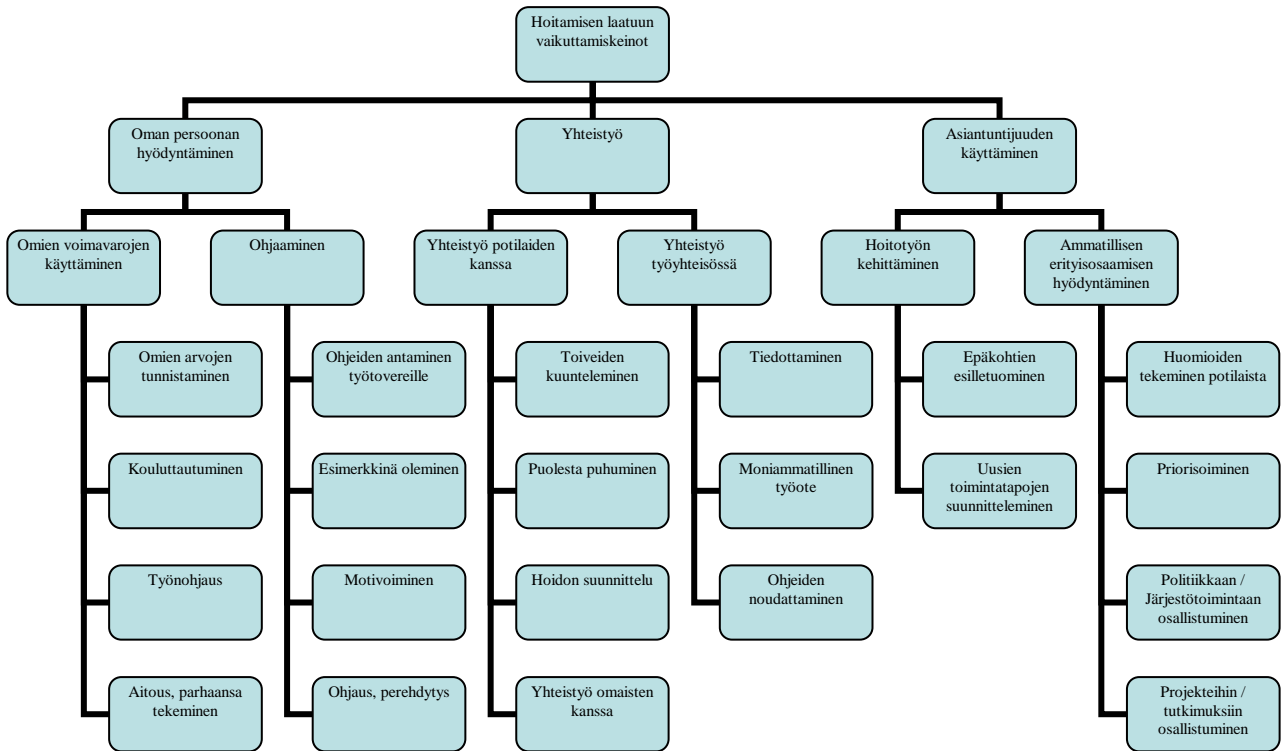 Hoitamisen laatuun
vaikuttamiskeinot
Oman persoonan
hyödyntäminen
Yhteistyö
Asiantuntijuuden
käyttäminen
Omien voimavarojen
käyttäminen
Ohjaaminen
Yhteistyö potilaiden
kanssa
Yhteistyö
työyhteisössä
Hoitotyön
kehittäminen
Ammatillisen
erityisosaamisen
hyödyntäminen
Omien arvojen
tunnistaminen
Ohjeiden antaminen
työtovereille
Toiveiden
kuunteleminen
Tiedottaminen
Epäkohtien
esilletuominen
Huomioiden
tekeminen potilaista
Kouluttautuminen
Esimerkkinä oleminen
Puolesta puhuminen
Moniammatillinen
työote
Uusien
toimintatapojen
suunnitteleminen
Priorisoiminen
Työnohjaus
Motivoiminen
Hoidon suunnittelu
Ohjeiden
noudattaminen
Politiikkaan /
Järjestötoimintaan
osallistuminen
Aitous, parhaansa
tekeminen
Ohjaus, perehdytys
Yhteistyö omaisten
kanssa
Projekteihin /
tutkimuksiin
osallistuminen